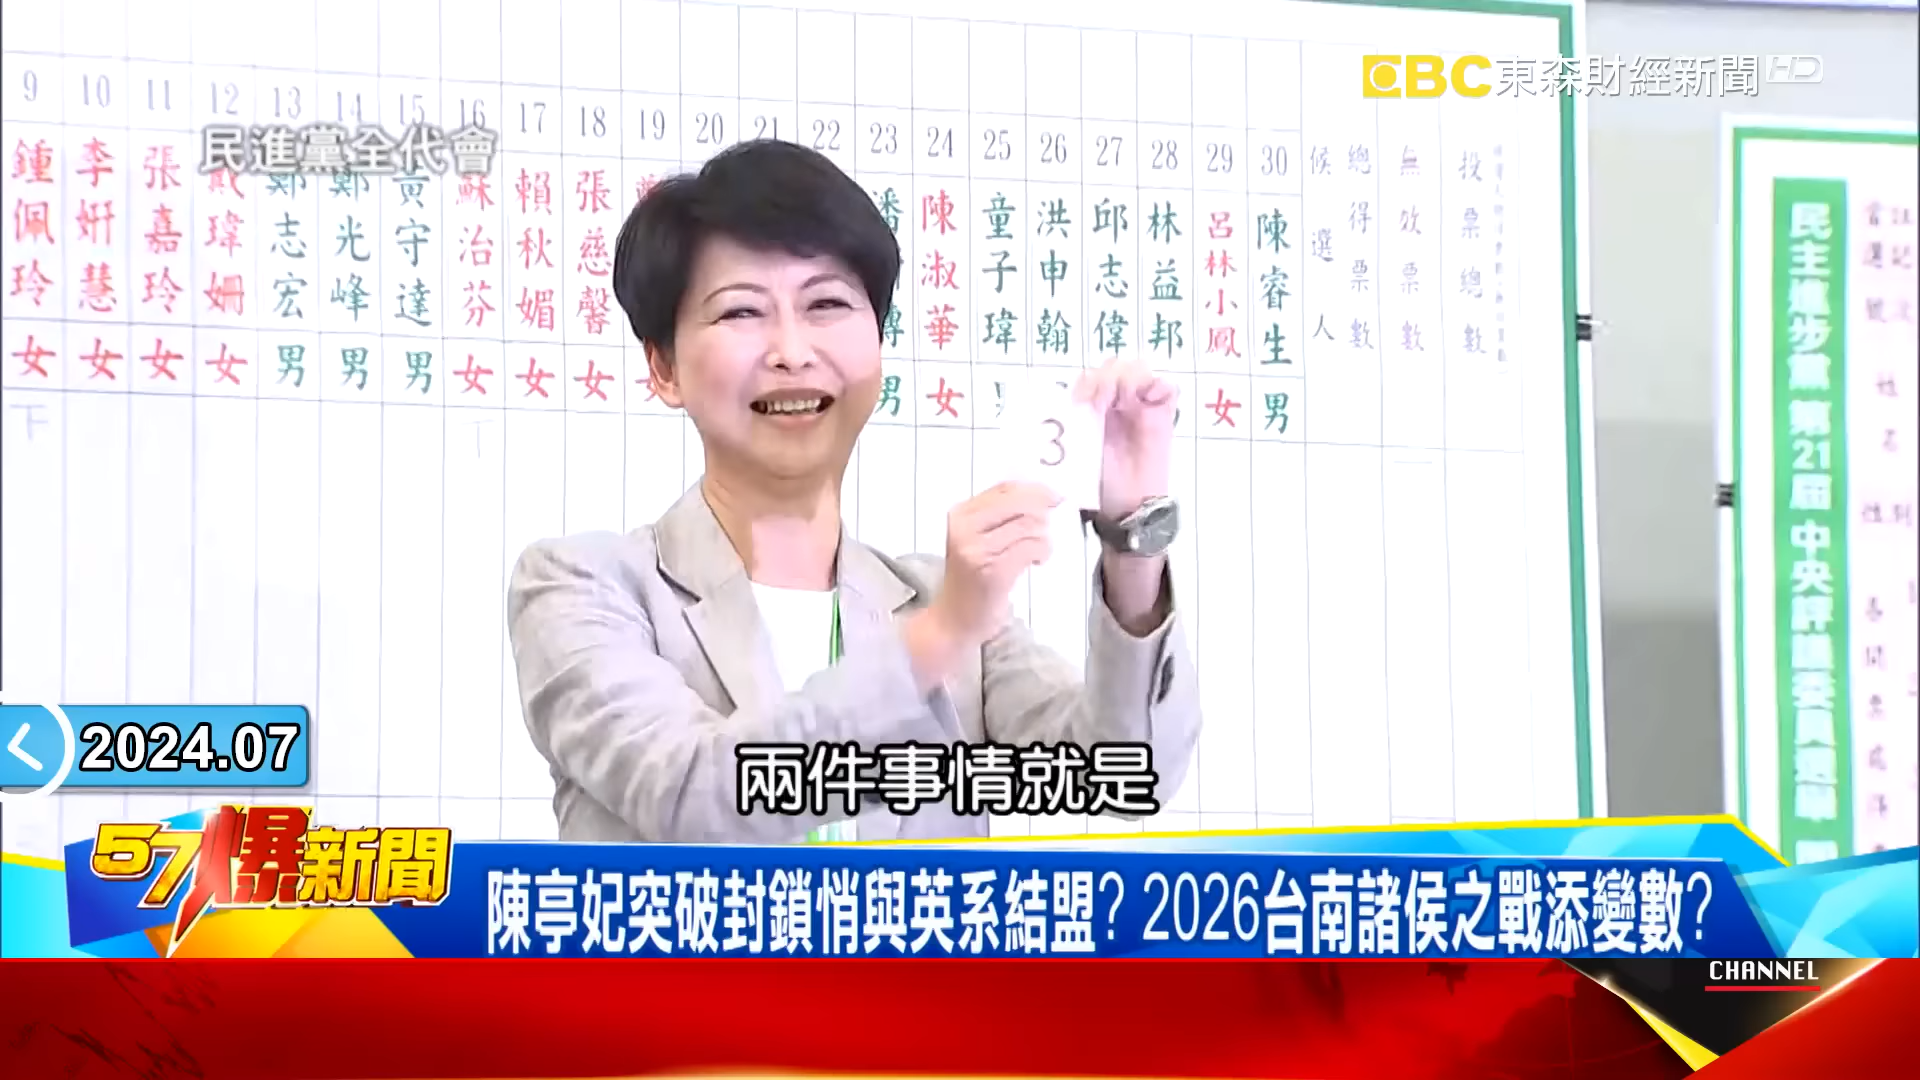 EBC 東森財經新聞 HD
民進黨全代會
9 10 11 12 13 14 15 16 17 18 19 20 21 22 23 24 25 26 27 28 29 30
鍾佩玲 女
李姸慧 女
張嘉玲 女
戴瑋姍 女
鄭志宏 男
鄭光峰 男
黃守達 男
蘇治芬 女
賴秋媚 女
張慈馨 女
男
陳淑華 女
童子瑋
洪申翰
邱志偉
林益邦
呂林小鳳 女
陳睿生 男
候選人
總得票數
無效票數
投票總數
3
民主進步黨 第21屆 中央評議委員選舉
2024.07
兩件事情就是
57爆新聞
陳亭妃突破封鎖悄與英系結盟? 2026台南諸侯之戰添變數?
CHANNEL